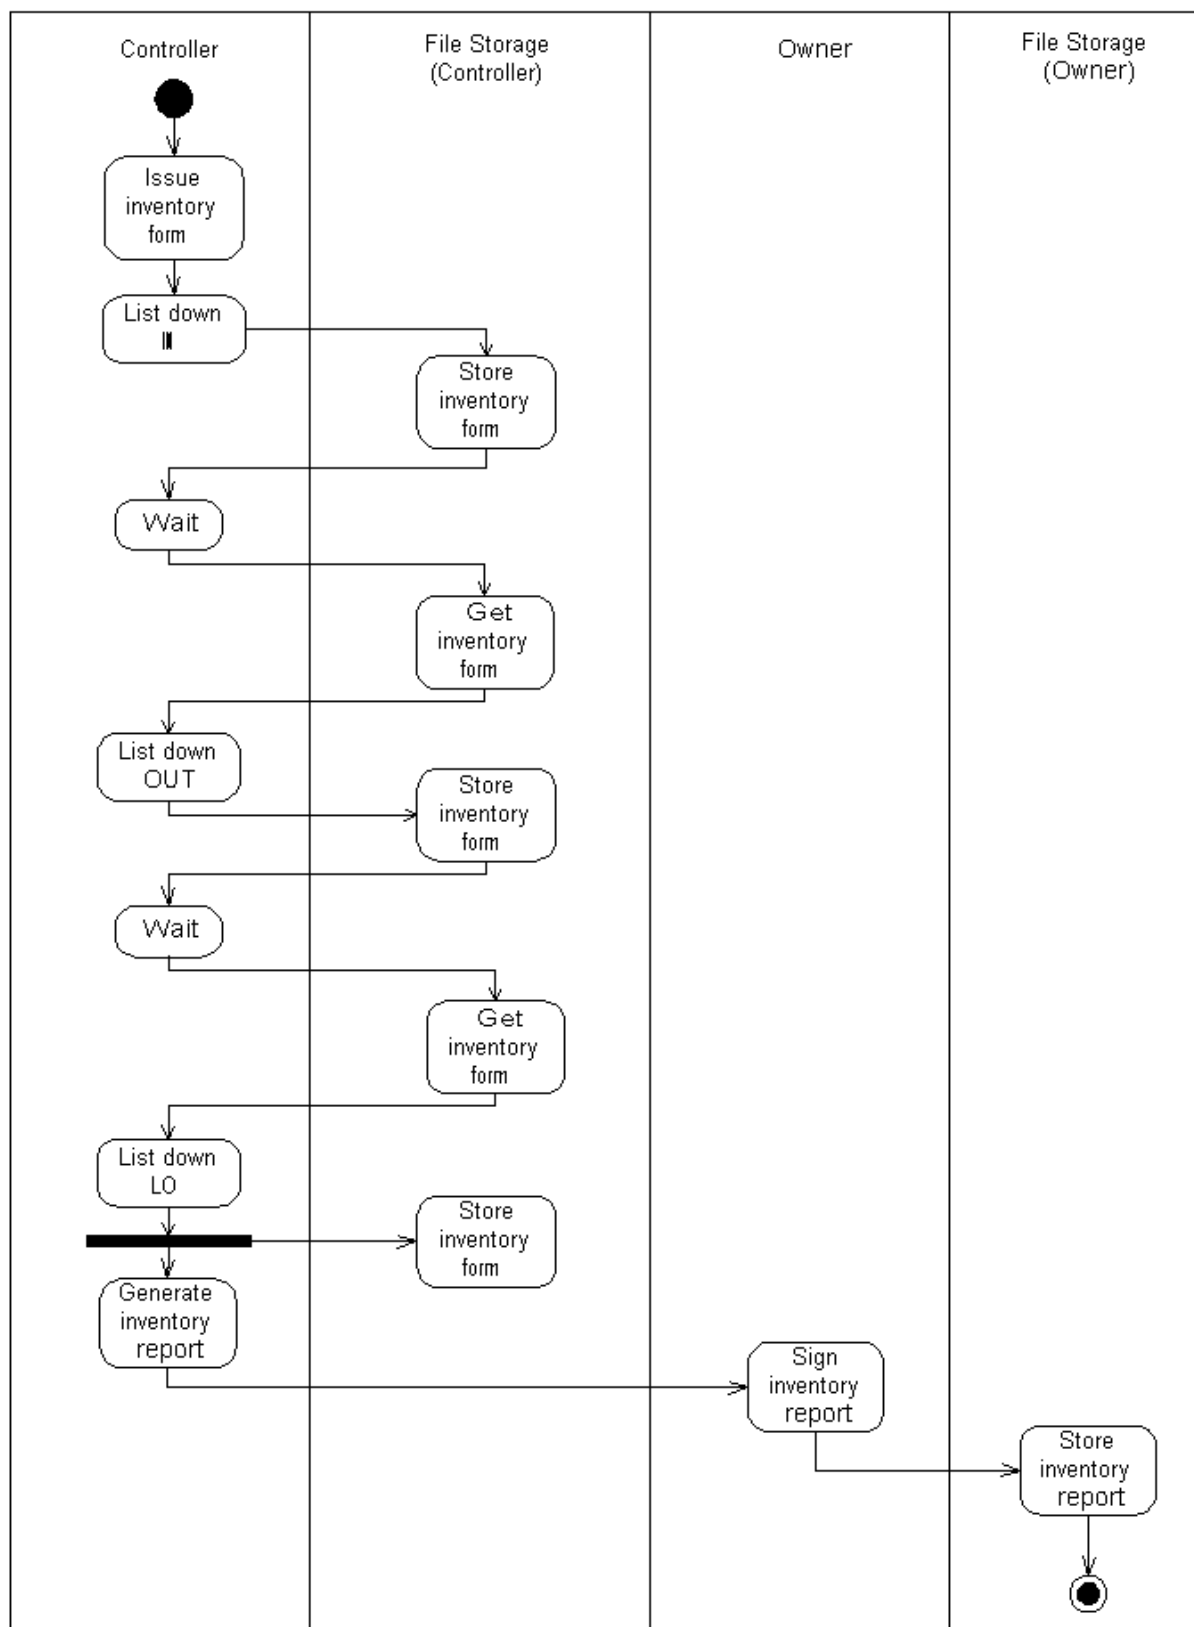 Controller
File Storage
(Controller)
Owner
File Storage
(Owner)
Issue
inventory
form
List down
IN
Store
inventory
form
Wait
Get
inventory
form
List down
OUT
Store
inventory
form
Wait
Get
inventory
form
List down
LO
Store
inventory
form
Generate
inventory
report
Sign
inventory
report
Store
inventory
report